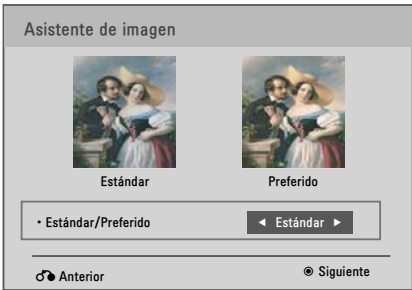 Asistente de imagen
Estándar Preferido
• Estándar/Preferido ◄ Estándar ►
Anterior ◉ Siguiente